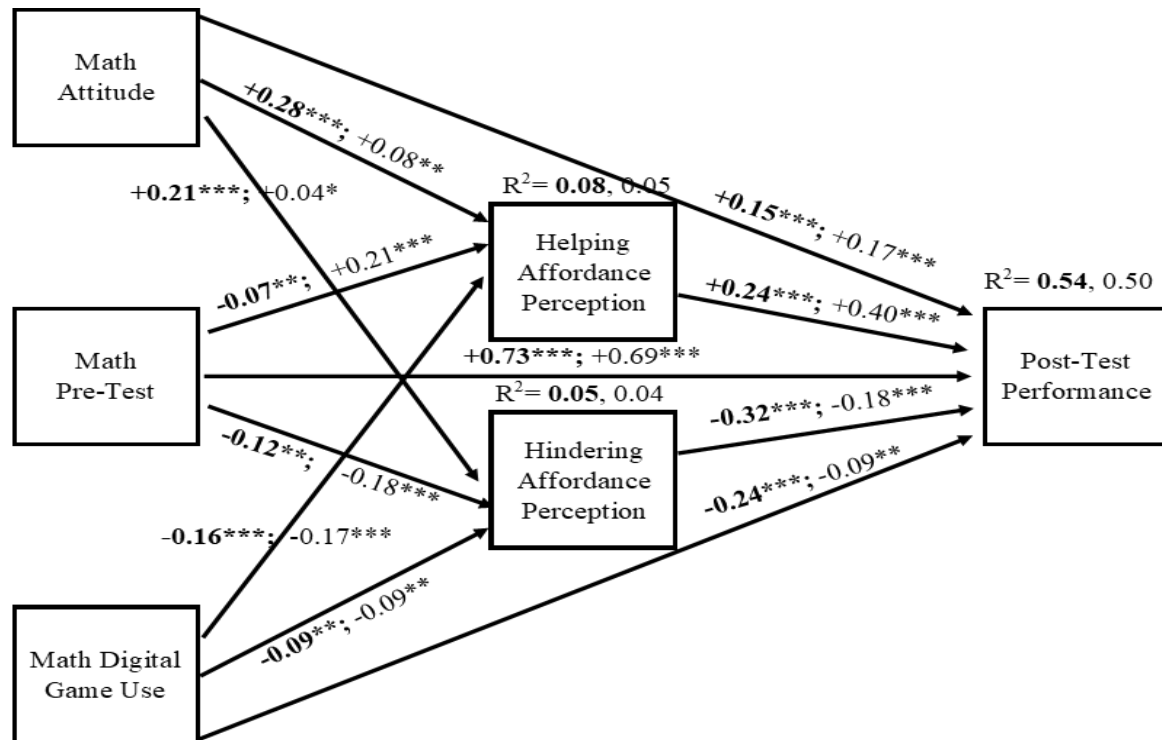 Math
Attitude
+0.28***; +0.08**
+0.21***; +0.04*
R²= 0.08, 0.05
Helping
Affordance
Perception
+0.15***; +0.17***
-0.07**; +0.21***
+0.24***; +0.40***
R²= 0.54, 0.50
Math
Pre-Test
+0.73***; +0.69***
Post-Test
Performance
R²= 0.05, 0.04
Hindering
Affordance
Perception
-0.32***; -0.18***
-0.12**; -0.18***
-0.24***; -0.09**
-0.16***; -0.17***
-0.09**; -0.09**
Math Digital
Game Use